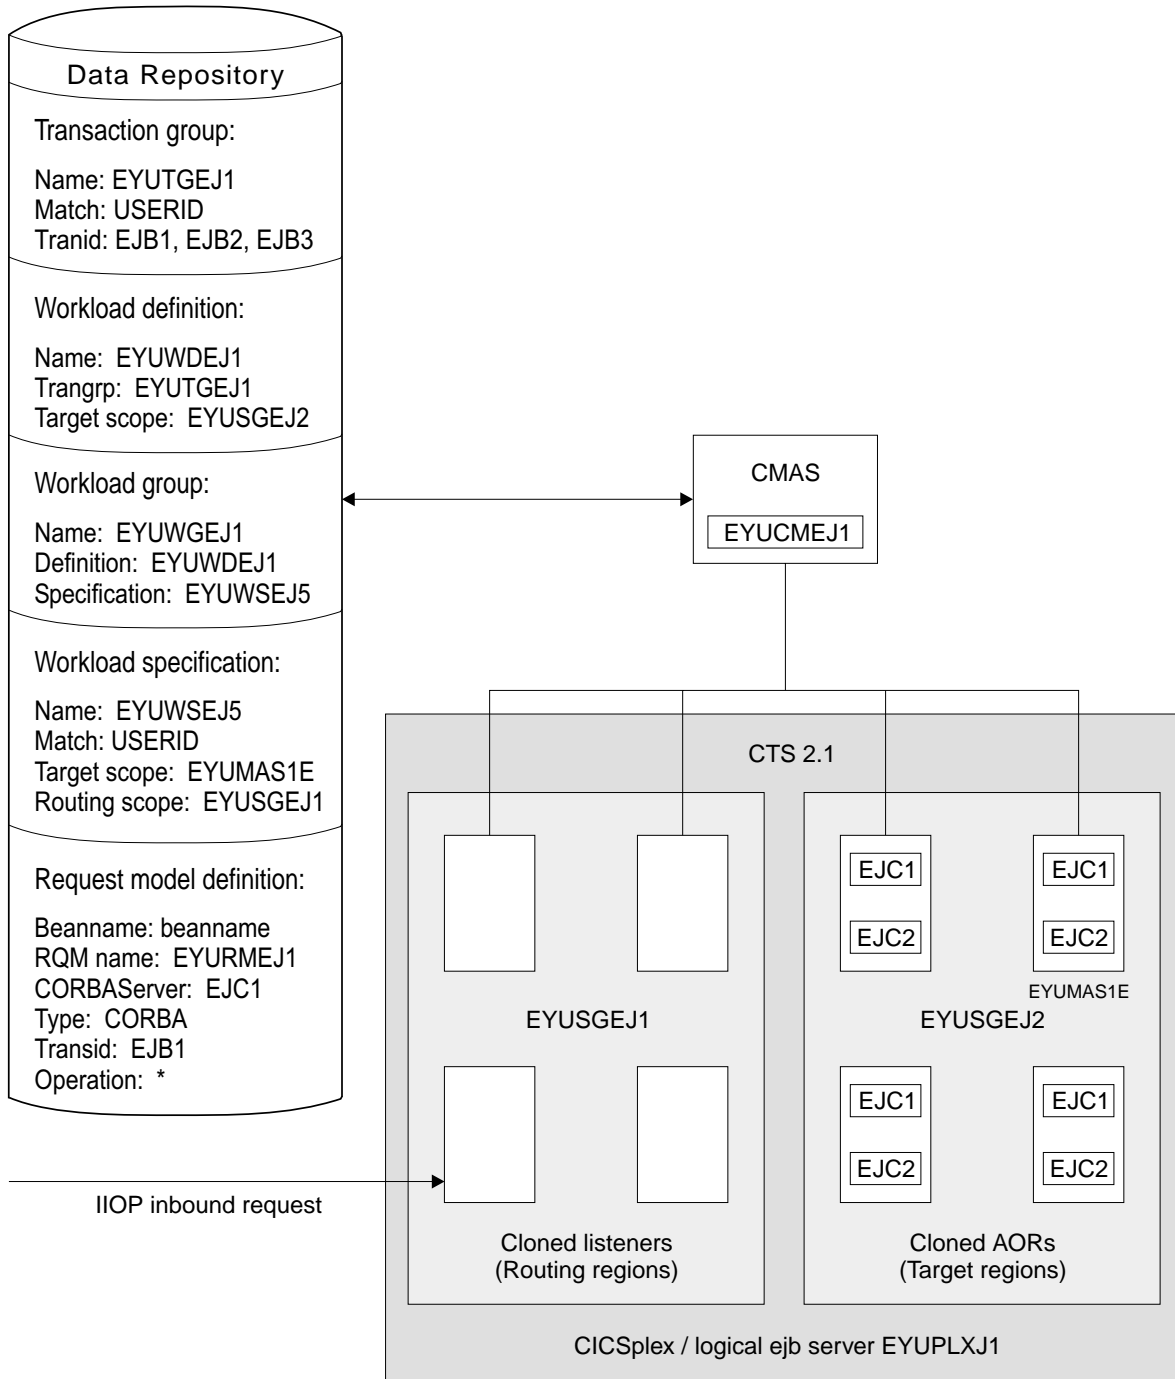 Data Repository
Transaction group:
Name: EYUTGEJ1
Match: USERID
Tranid: EJB1, EJB2, EJB3
Workload definition:
Name: EYUWDEJ1
Trangrp: EYUTGEJ1
Target scope: EYUSGEJ2
Workload group:
Name: EYUWGEJ1
Definition: EYUWDEJ1
Specification: EYUWSEJ5
Workload specification:
Name: EYUWSEJ5
Match: USERID
Target scope: EYUMAS1E
Routing scope: EYUSGEJ1
Request model definition:
Beanname: beanname
RQM name: EYURMEJ1
CORBAServer: EJC1
Type: CORBA
Transid: EJB1
Operation: *
IIOP inbound request
CMAS
EYUCMEJ1
CTS 2.1
EYUSGEJ1
Cloned listeners
(Routing regions)
EJC1
EJC2
EJC1
EJC2
EYUMAS1E
EYUSGEJ2
EJC1
EJC2
EJC1
EJC2
Cloned AORs
(Target regions)
CICSplex / logical ejb server EYUPLXJ1